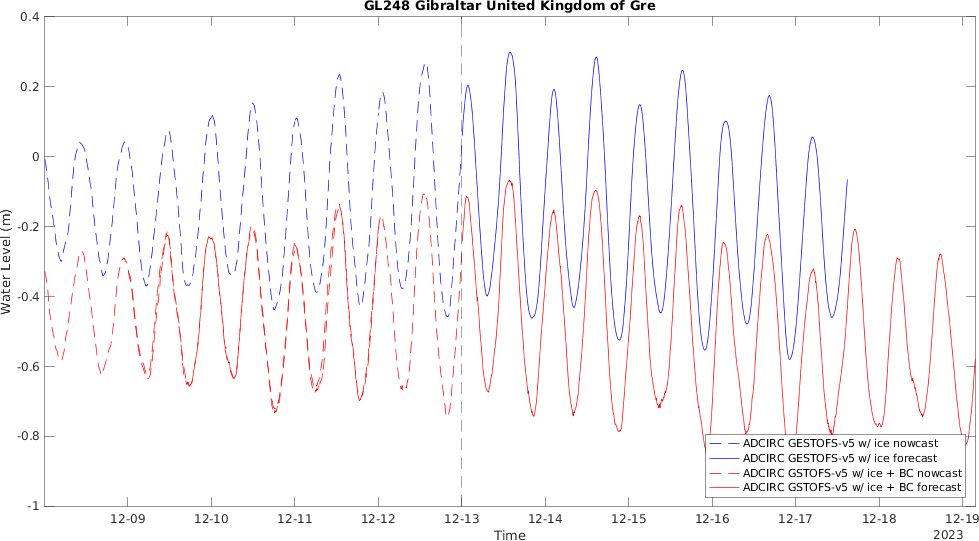 GL248 Gibraltar United Kingdom of Gre
0.4
0.2
0
-0.2
-0.4
-0.6
-0.8
-1
Water Level (m)
ADCIRC GESTOFS-v5 w/ ice nowcast
ADCIRC GESTOFS-v5 w/ ice forecast
ADCIRC GSTOFS-v5 w/ ice + BC nowcast
ADCIRC GSTOFS-v5 w/ ice + BC forecast
12-09 12-10 12-11 12-12 12-13 12-14 12-15 12-16 12-17 12-18 12-19
Time
2023